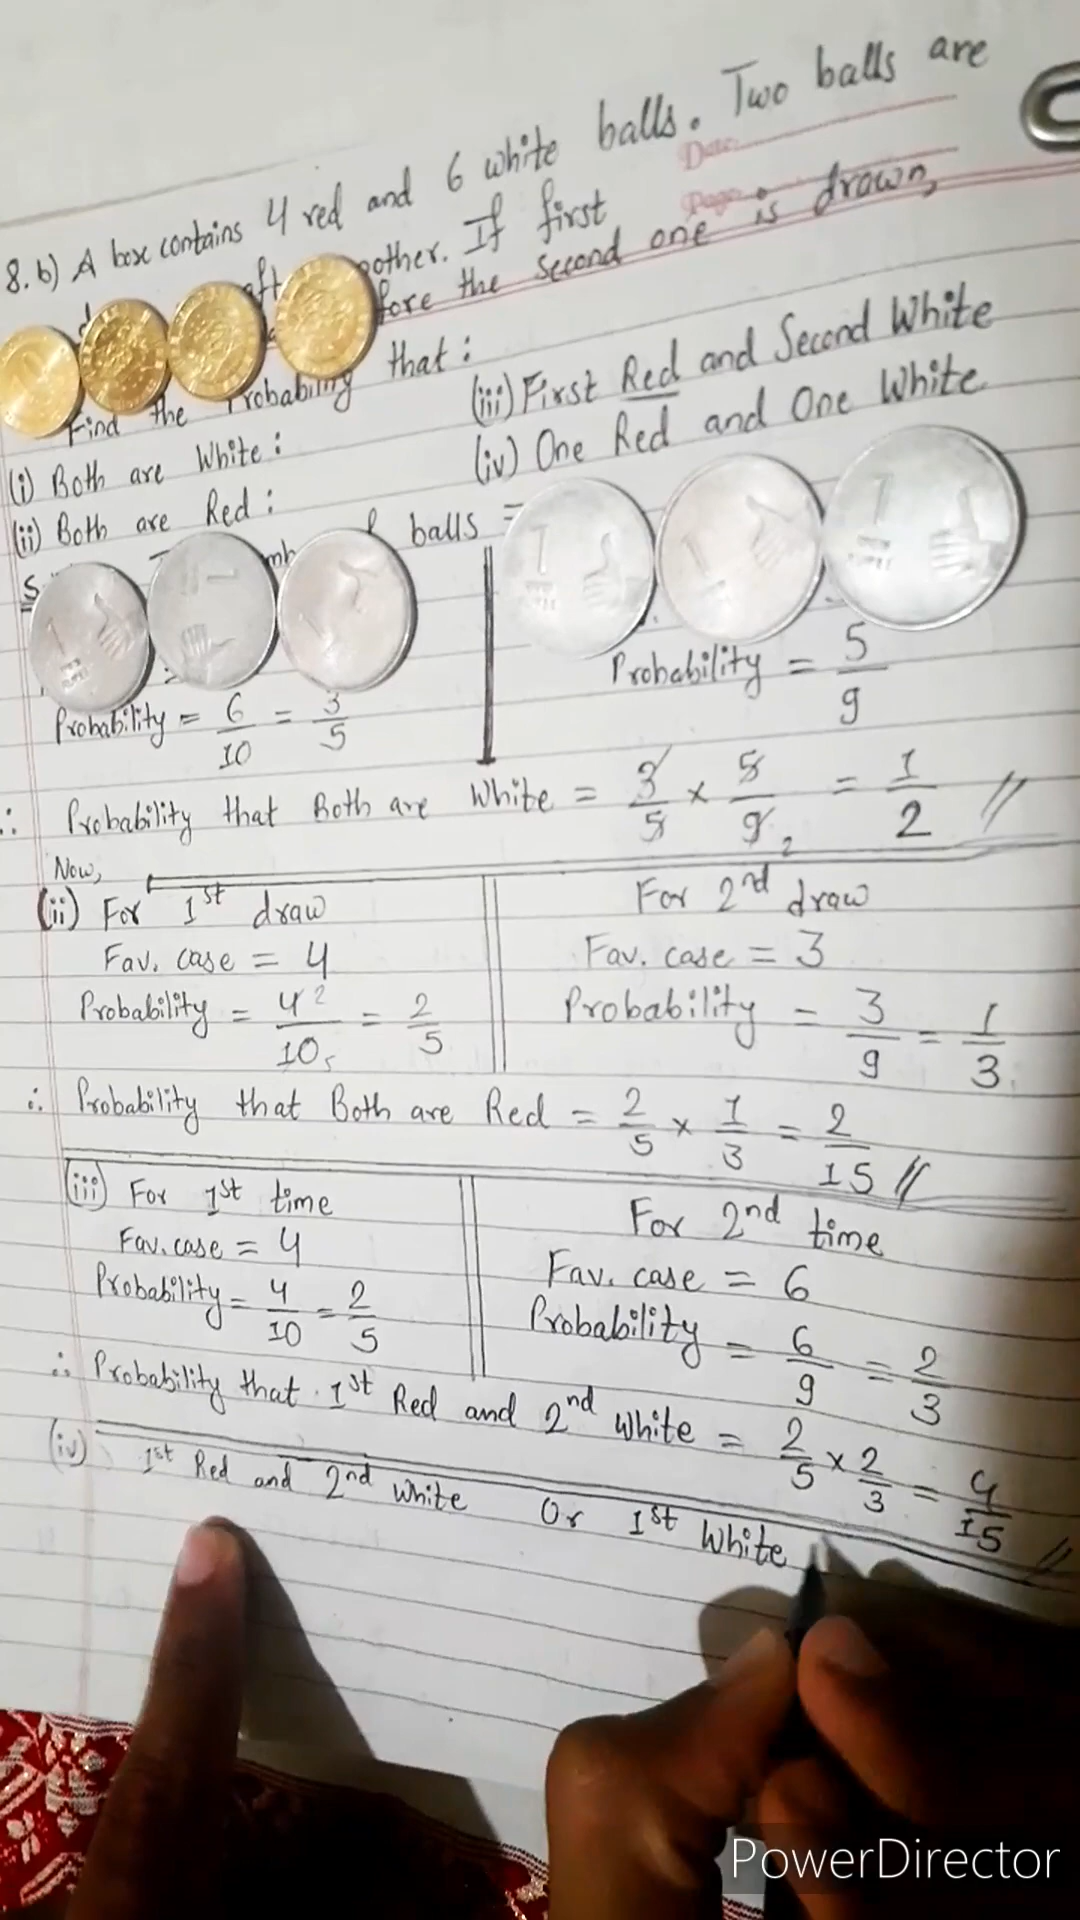 8. b) A box contains 4 red and 6 white balls. Two balls are
Date
Page
other. If first
fore the second one is drawn,
Find the Probability that :
(i) Both are White :
(iii) First Red and Second White
(ii) Both are Red :
(iv) One Red and One White
balls =
Probability = 6/10 = 3/5
Probability = 5/9
∴ Probability that Both are White = 3/5 × 5/9 = 1/2 //
Now,
(ii) For 1st draw
For 2nd draw
Fav. case = 4
Fav. case = 3
Probability = 4 2/10 5 = 2/5
Probability = 3/9 = 1/3
∴ Probability that Both are Red = 2/5 × 1/3 = 2/15 //
(iii) For 1st time
For 2nd time
Fav. case = 4
Fav. case = 6
Probability = 4/10 = 2/5
Probability = 6/9 = 2/3
∴ Probability that 1st Red and 2nd White = 2/5 × 2/3 = 4/15 //
(iv) 1st Red and 2nd White Or 1st White
PowerDirector